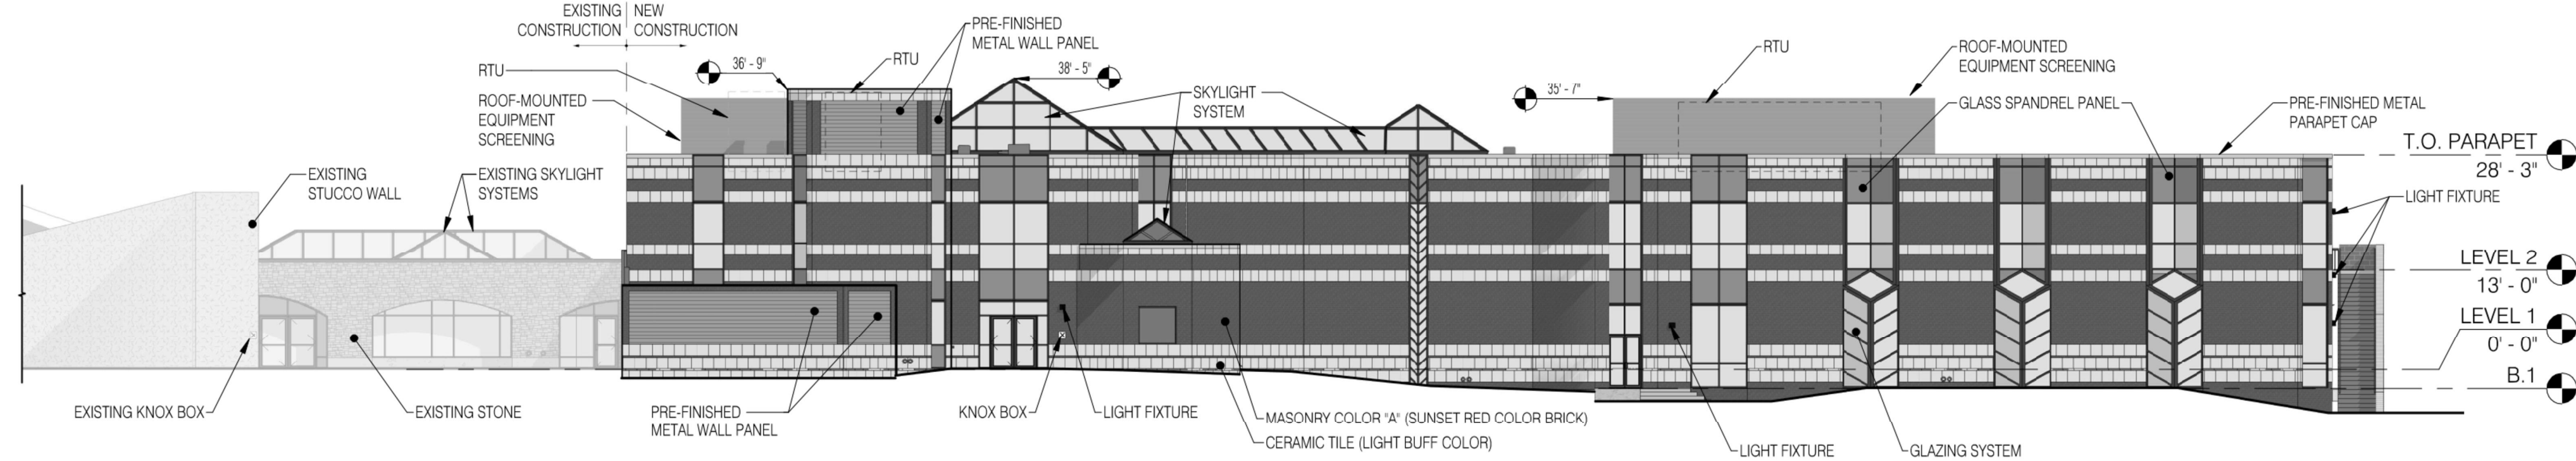 EXISTING
CONSTRUCTION
NEW
CONSTRUCTION
PRE-FINISHED
METAL WALL PANEL
RTU
36' - 9"
38' - 5"
RTU
ROOF-MOUNTED
EQUIPMENT
SCREENING
SKYLIGHT
SYSTEM
35' - 7"
RTU
ROOF-MOUNTED
EQUIPMENT SCREENING
GLASS SPANDREL PANEL
PRE-FINISHED METAL
PARAPET CAP
T.O. PARAPET
28' - 3"
EXISTING
STUCCO WALL
EXISTING SKYLIGHT
SYSTEMS
LIGHT FIXTURE
LEVEL 2
13' - 0"
LEVEL 1
0' - 0"
B.1
EXISTING KNOX BOX
EXISTING STONE
PRE-FINISHED
METAL WALL PANEL
KNOX BOX
LIGHT FIXTURE
MASONRY COLOR "A" (SUNSET RED COLOR BRICK)
CERAMIC TILE (LIGHT BUFF COLOR)
LIGHT FIXTURE
GLAZING SYSTEM